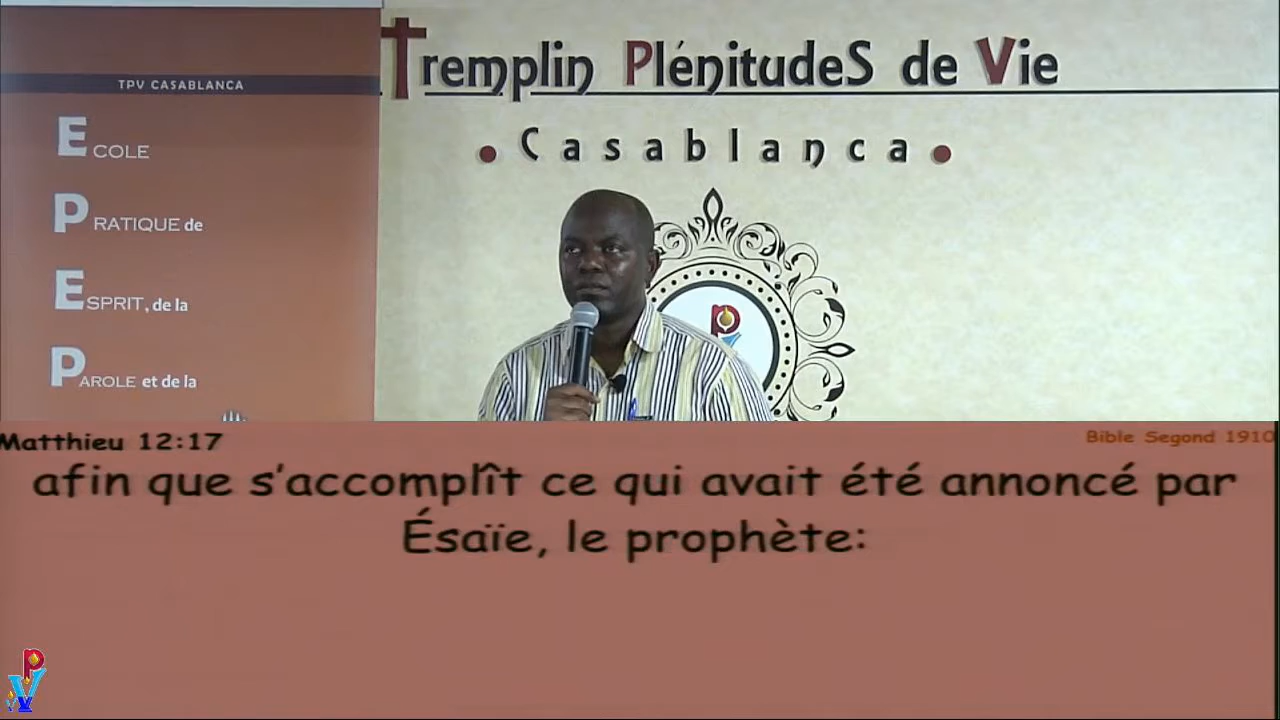 TPV CASABLANCA
ECOLE
PRATIQUE de
ESPRIT, de la
PAROLE et de la
Tremplin PlénitudeS de Vie
• Casablanca •
Matthieu 12:17
Bible Segond 1910
afin que s'accomplît ce qui avait été annoncé par
Ésaïe, le prophète: